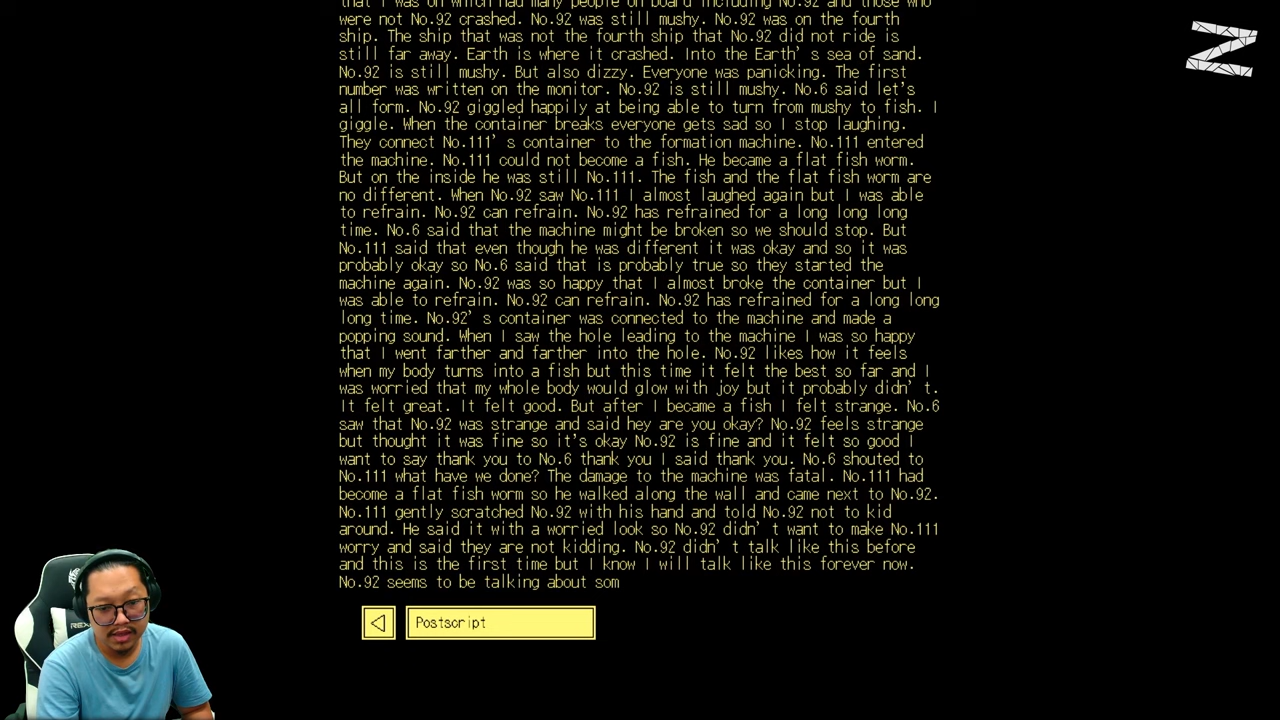 that I was on which had many people on board including No.92 and those who
were not No.92 crashed. No.92 was still mushy. No.92 was on the fourth
ship. The ship that was not the fourth ship that No.92 did not ride is
still far away. Earth is where it crashed. Into the Earth's sea of sand.
No.92 is still mushy. But also dizzy. Everyone was panicking. The first
number was written on the monitor. No.92 is still mushy. No.6 said let's
all form. No.92 giggled happily at being able to turn from mushy to fish. I
giggle. When the container breaks everyone gets sad so I stop laughing.
They connect No.111's container to the formation machine. No.111 entered
the machine. No.111 could not become a fish. He became a flat fish worm.
But on the inside he was still No.111. The fish and the flat fish worm are
no different. When No.92 saw No.111 I almost laughed again but I was able
to refrain. No.92 can refrain. No.92 has refrained for a long long long
time. No.6 said that the machine might be broken so we should stop. But
No.111 said that even though he was different it was okay and so it was
probably okay so No.6 said that is probably true so they started the
machine again. No.92 was so happy that I almost broke the container but I
was able to refrain. No.92 can refrain. No.92 has refrained for a long long
long time. No.92's container was connected to the machine and made a
popping sound. When I saw the hole leading to the machine I was so happy
that I went farther and farther into the hole. No.92 likes how it feels
when my body turns into a fish but this time it felt the best so far and I
was worried that my whole body would glow with joy but it probably didn't.
It felt great. It felt good. But after I became a fish I felt strange. No.6
saw that No.92 was strange and said hey are you okay? No.92 feels strange
but thought it was fine so it's okay No.92 is fine and it felt so good I
want to say thank you to No.6 thank you I said thank you. No.6 shouted to
No.111 what have we done? The damage to the machine was fatal. No.111 had
become a flat fish worm so he walked along the wall and came next to No.92.
No.111 gently scratched No.92 with his hand and told No.92 not to kid
around. He said it with a worried look so No.92 didn't want to make No.111
worry and said they are not kidding. No.92 didn't talk like this before
and this is the first time but I know I will talk like this forever now.
No.92 seems to be talking about som
Postscript
Z